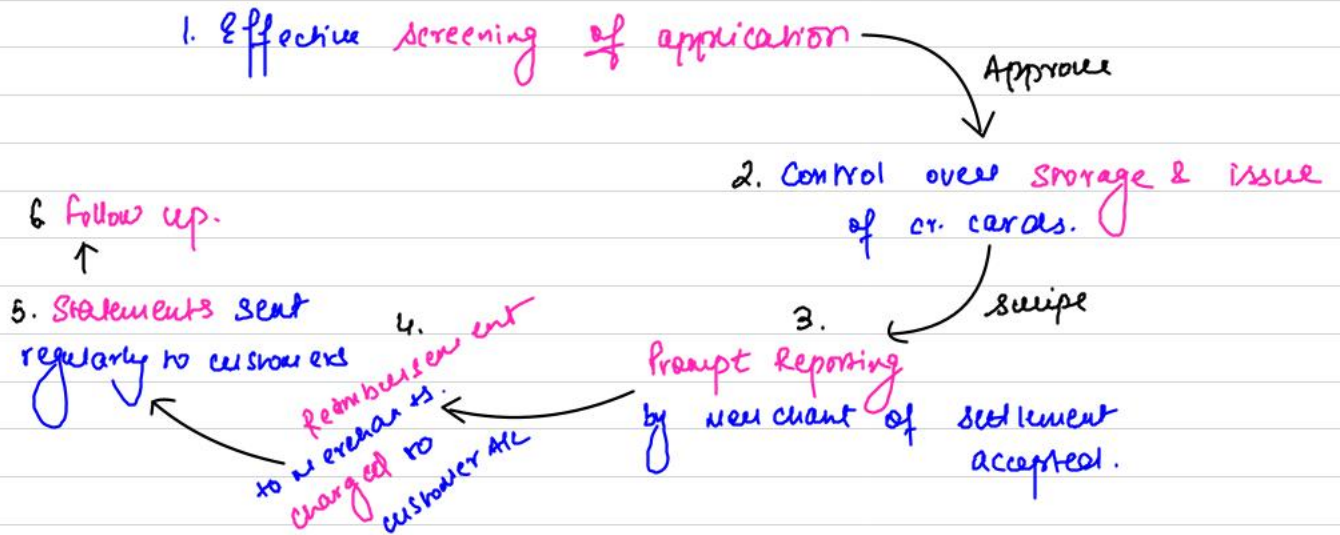 1. Effective screening of application
Approve
2. Control over storage & issue
of cr. cards.
swipe
3.
Prompt Reporting
by merchant of settlement
accepted.
4.
Reimbursement
to merchants.
charged to
customer A/c
5. Statements sent
regularly to customers
6 follow up.